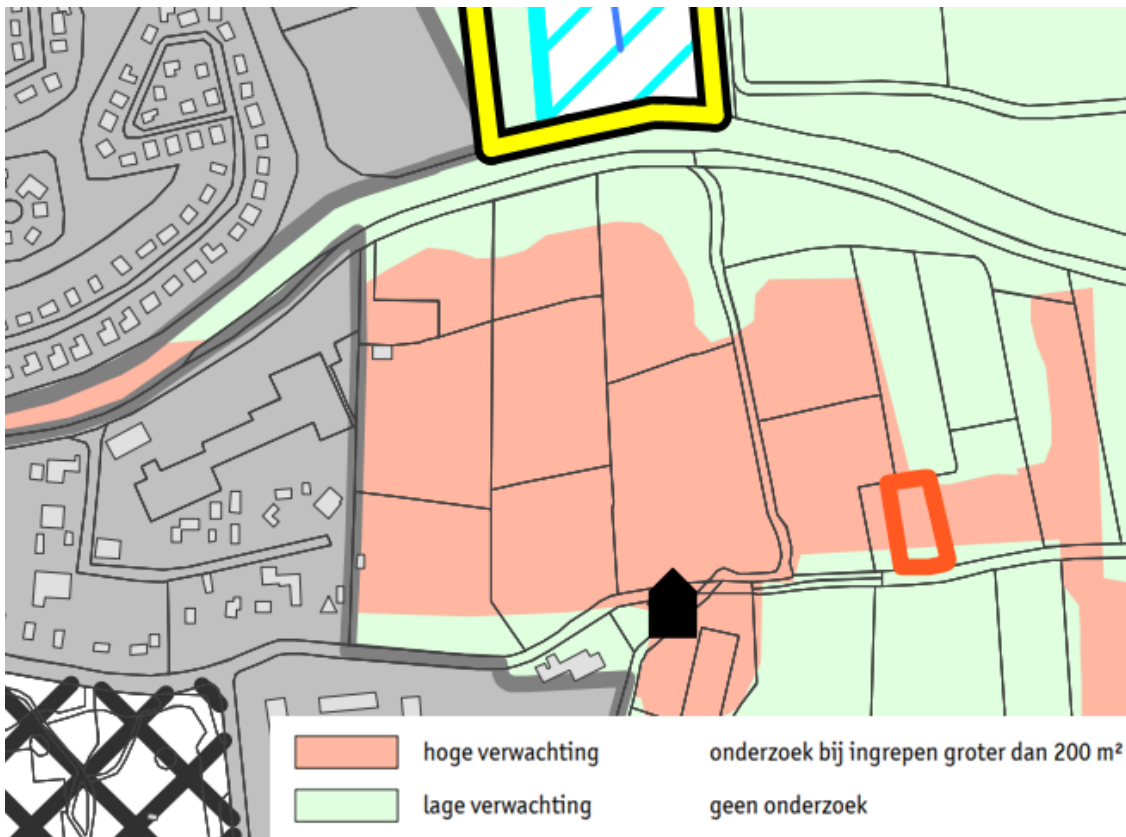 hoge verwachting onderzoek bij ingrepen groter dan 200 m²
lage verwachting geen onderzoek